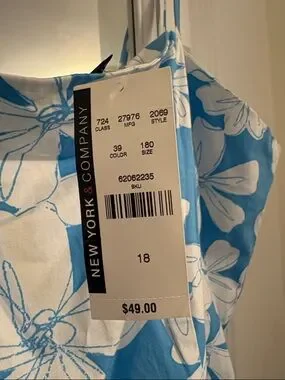 NEW YORK & COMPANY
724 27976 2069
CLASS MFG STYLE
39 180
COLOR SIZE
62062235
SKU
18
$49.00